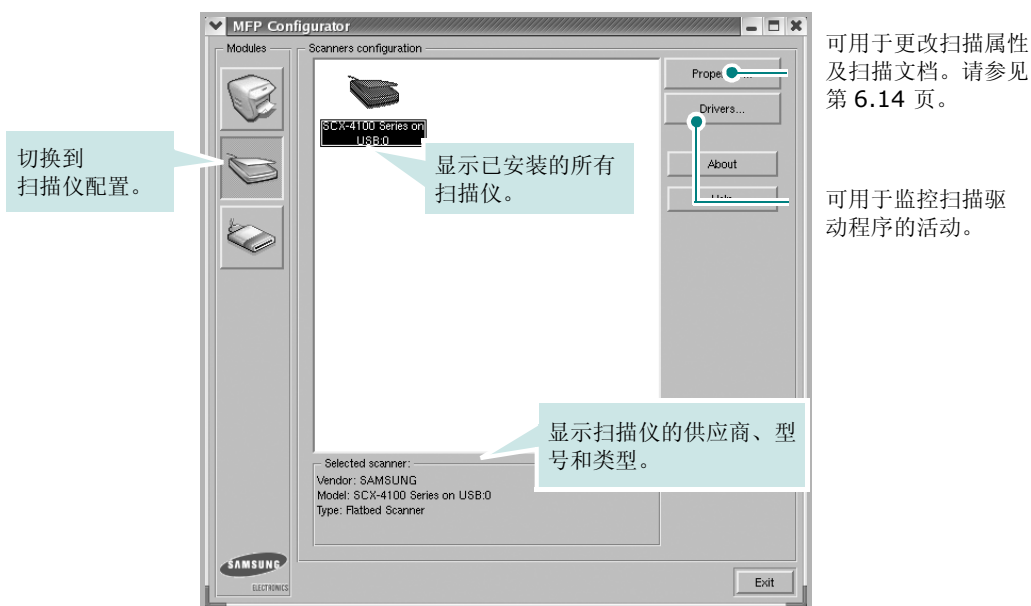 MFP Configurator
Modules
Scanners configuration
SCX-4100 Series on
USB:0
Drivers...
About
可用于更改扫描属性
及扫描文档。请参见
第 6.14 页。
切换到
扫描仪配置。
显示已安装的所有
扫描仪。
可用于监控扫描驱
动程序的活动。
显示扫描仪的供应商、型
号和类型。
Selected scanner:
Vendor: SAMSUNG
Model: SCX-4100 Series on USB:0
Type: Flatbed Scanner
SAMSUNG
ELECTRONICS
Exit